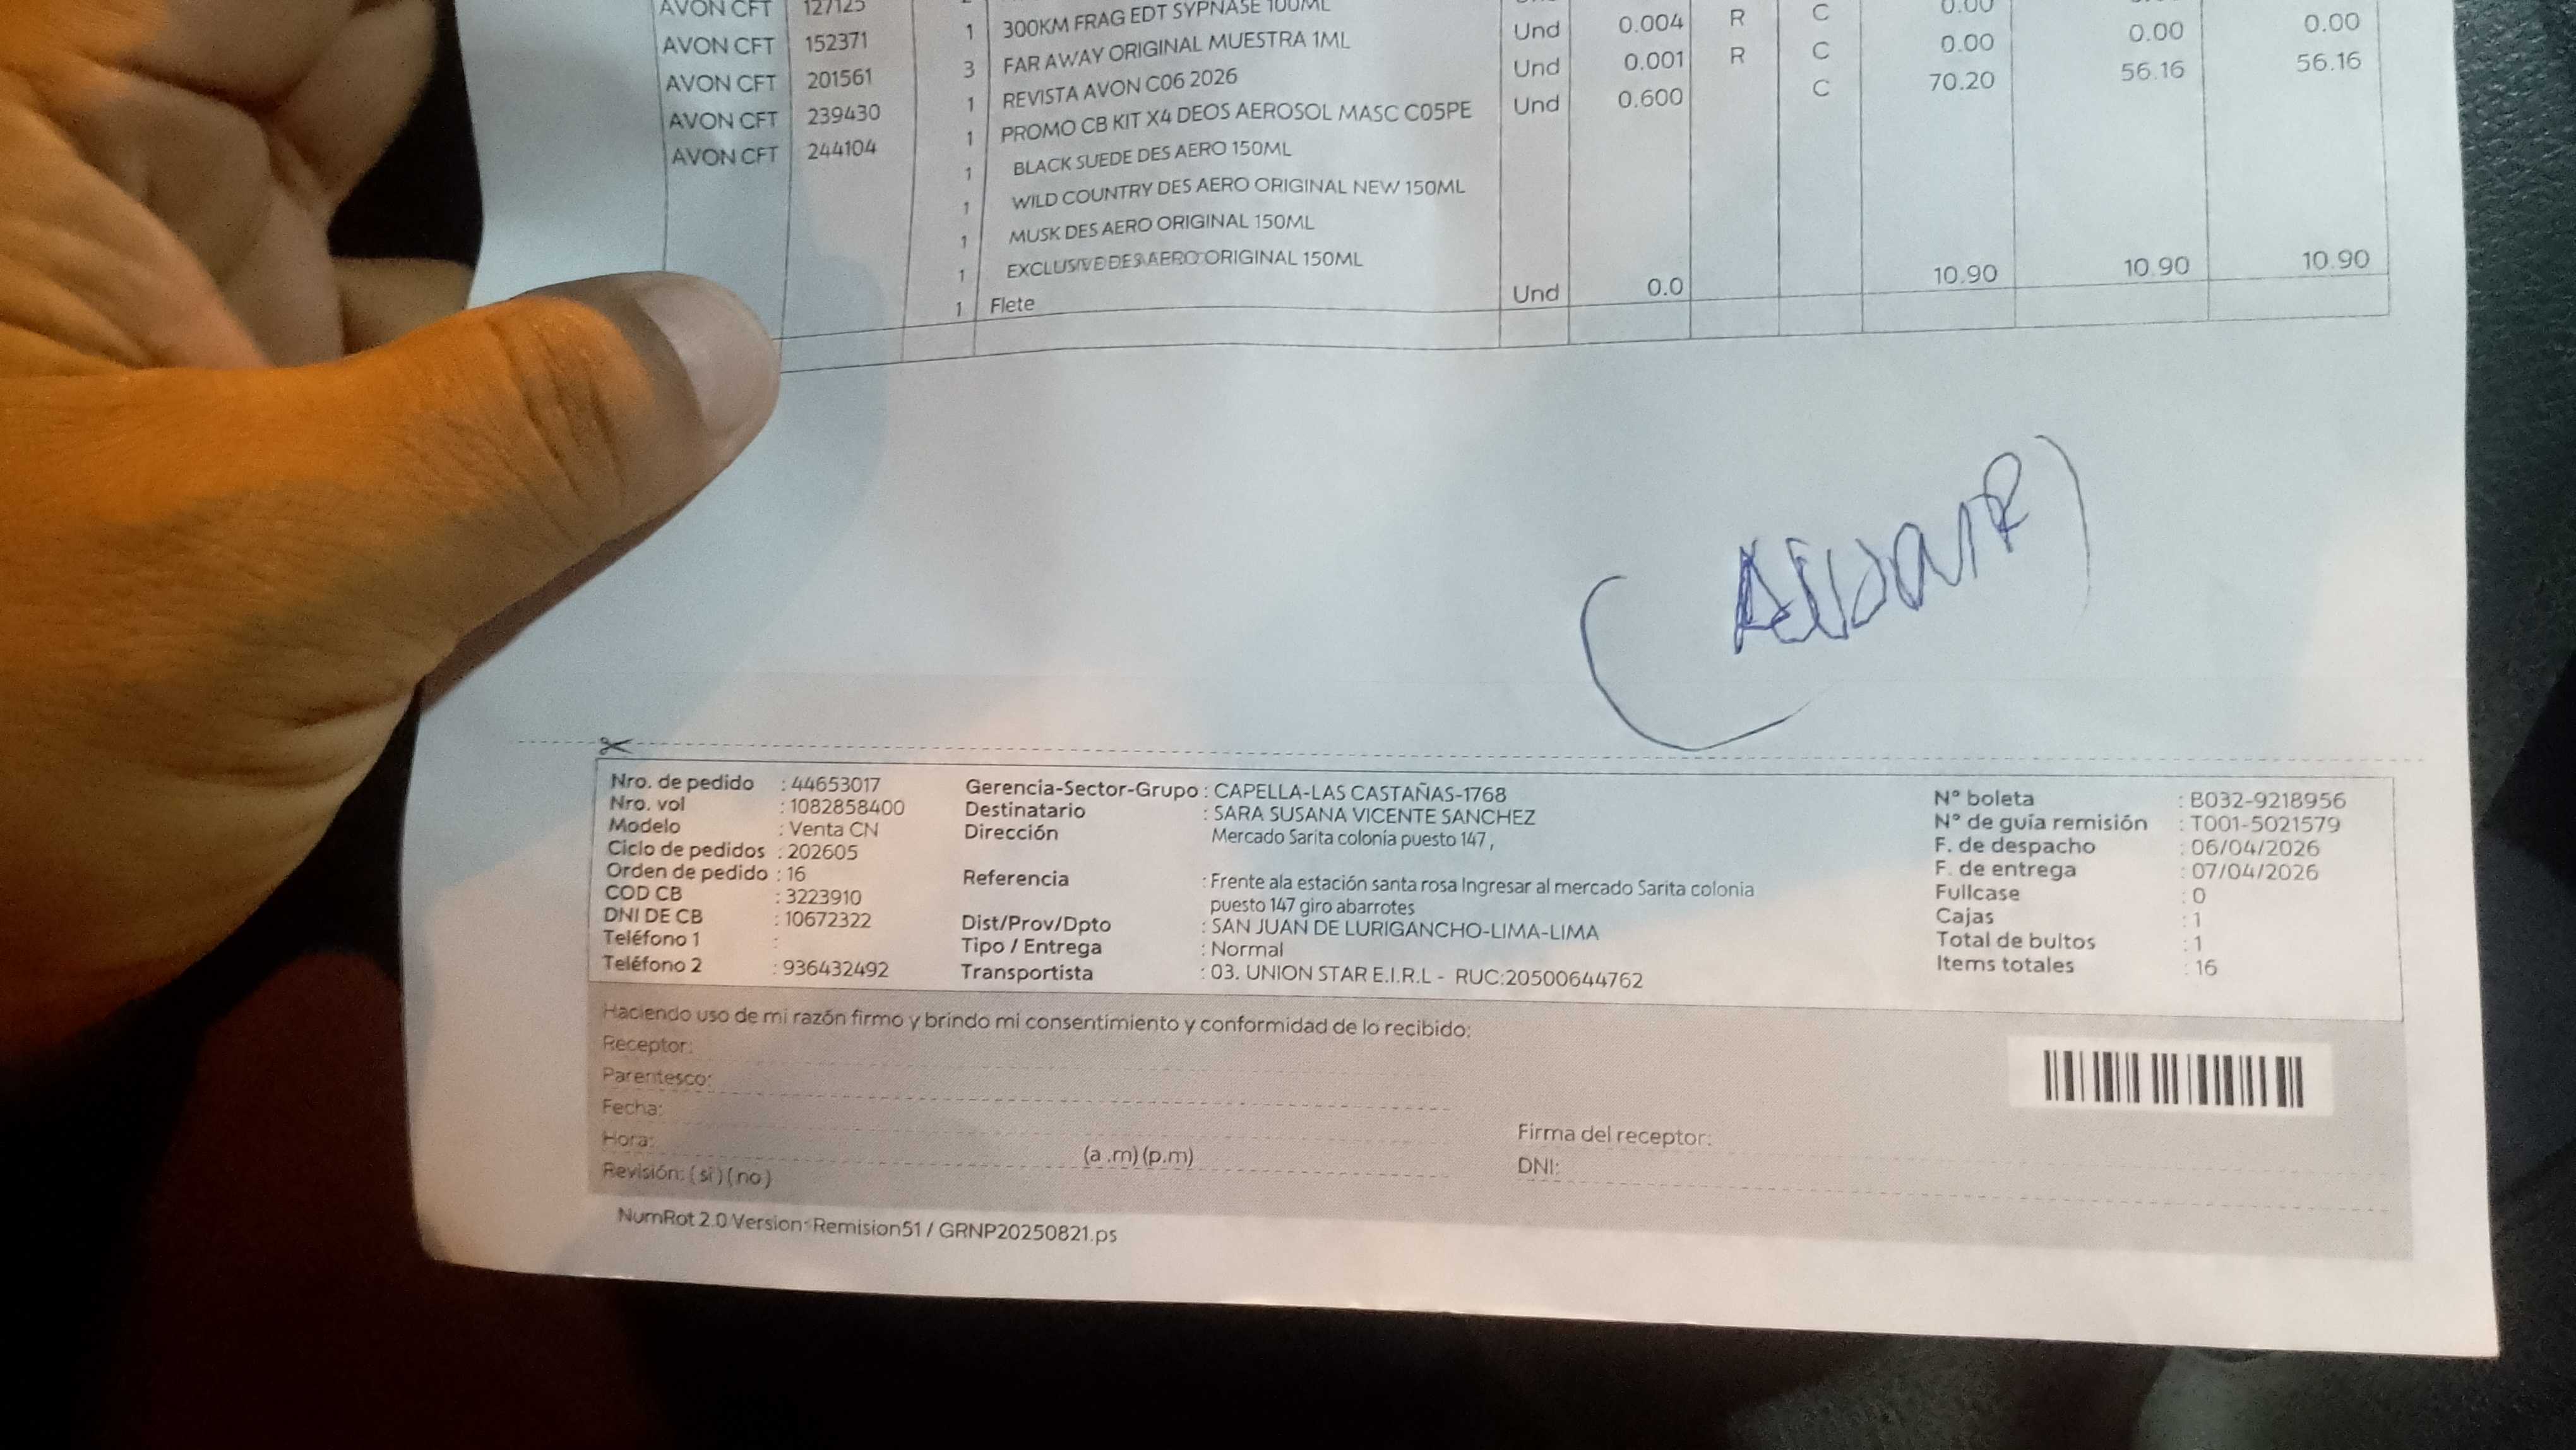 AVON CFT 127125
AVON CFT 152371 1 300KM FRAG EDT SYPNASE 100ML Und 0.004 R C 0.00 0.00 0.00
AVON CFT 201561 3 FAR AWAY ORIGINAL MUESTRA 1ML Und 0.001 R C 0.00 56.16 56.16
AVON CFT 239430 1 REVISTA AVON C06 2026 Und 0.600 C 70.20
AVON CFT 244104 1 PROMO CB KIT X4 DEOS AEROSOL MASC C05PE
1 BLACK SUEDE DES AERO 150ML
1 WILD COUNTRY DES AERO ORIGINAL NEW 150ML
1 MUSK DES AERO ORIGINAL 150ML
1 EXCLUSIVE DES AERO ORIGINAL 150ML
1 Flete Und 0.0 10.90 10.90 10.90
Nro. de pedido : 44653017
Nro. vol : 1082858400
Modelo : Venta CN
Ciclo de pedidos : 202605
Orden de pedido : 16
COD CB : 3223910
DNI DE CB : 10672322
Teléfono 1 :
Teléfono 2 : 936432492
Gerencia-Sector-Grupo : CAPELLA-LAS CASTAÑAS-1768
Destinatario : SARA SUSANA VICENTE SANCHEZ
Dirección Mercado Sarita colonia puesto 147 ,
Referencia : Frente ala estación santa rosa Ingresar al mercado Sarita colonia
puesto 147 giro abarrotes
Dist/Prov/Dpto : SAN JUAN DE LURIGANCHO-LIMA-LIMA
Tipo / Entrega : Normal
Transportista : 03. UNION STAR E.I.R.L - RUC:20500644762
N° boleta : B032-9218956
N° de guía remisión : T001-5021579
F. de despacho : 06/04/2026
F. de entrega : 07/04/2026
Fullcase : 0
Cajas : 1
Total de bultos : 1
Items totales : 16
Haciendo uso de mi razón firmo y brindo mi consentimiento y conformidad de lo recibido:
Receptor:
Parentesco:
Fecha:
Hora: (a .m) (p.m)
Revisión: ( si ) ( no )
Firma del receptor:
DNI:
NumRot 2.0 Version: Remision51 / GRNP20250821.ps